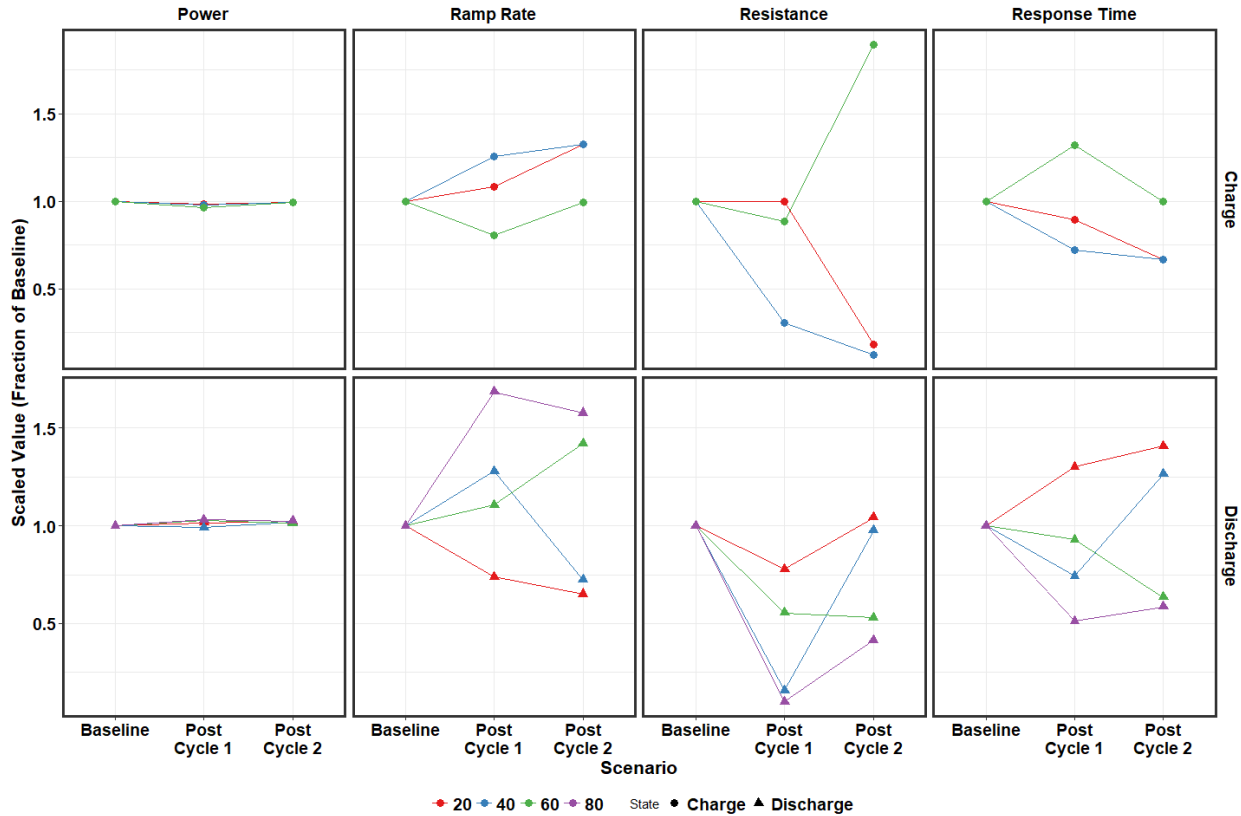 Power
Ramp Rate
Resistance
Response Time
Scaled Value (Fraction of Baseline)
1.5
1.0
0.5
Charge
1.5
1.0
0.5
Discharge
Baseline
Post
Cycle 1
Post
Cycle 2
Baseline
Post
Cycle 1
Post
Cycle 2
Baseline
Post
Cycle 1
Post
Cycle 2
Baseline
Post
Cycle 1
Post
Cycle 2
Scenario
20 40 60 80 State Charge Discharge